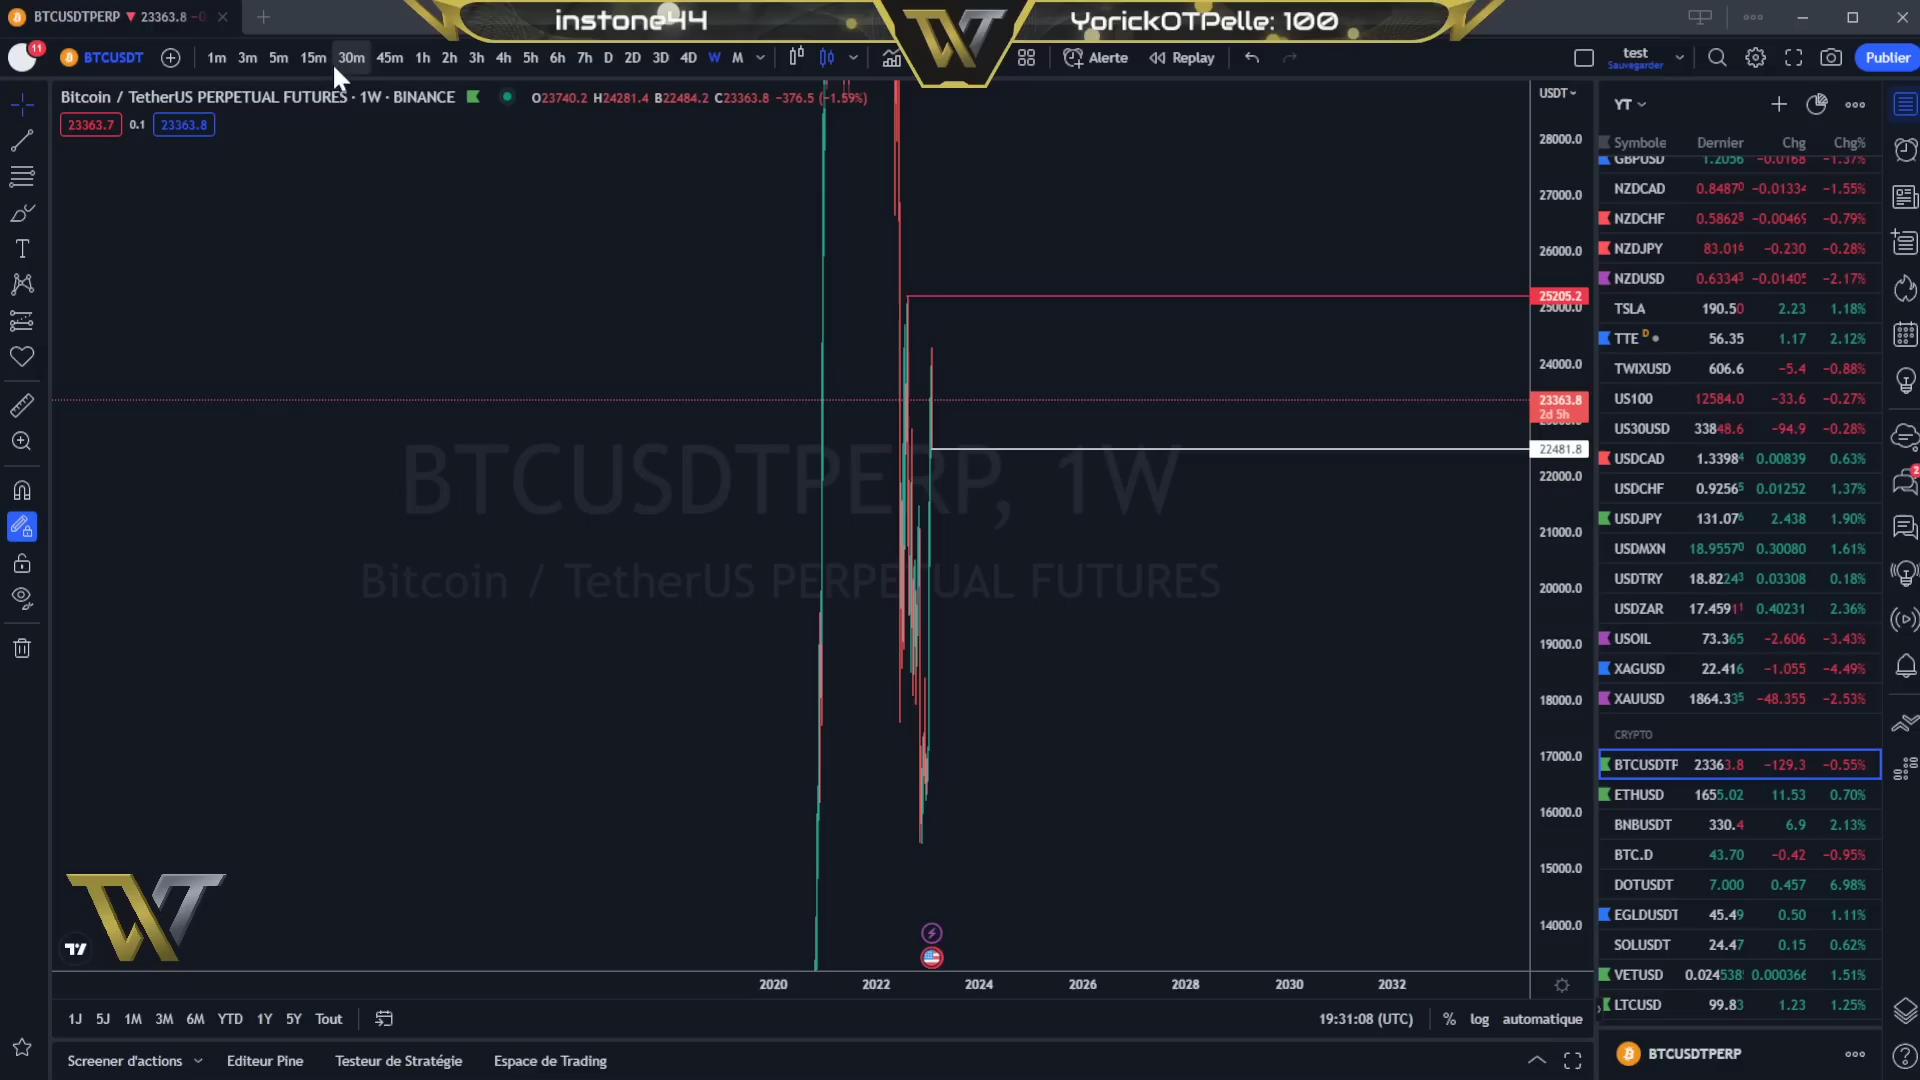 BTCUSDTPERP ▼ 23363.8 −0
instone44
YorickOTPelle: 100
11
BTCUSDT
1m 3m 5m 15m 30m 45m 1h 2h 3h 4h 5h 6h 7h D 2D 3D 4D W M
Alerte
Replay
test
Sauvegarder
Publier
Bitcoin / TetherUS PERPETUAL FUTURES · 1W · BINANCE
O23740.2 H24281.4 B22484.2 C23363.8 −376.5 (−1.59%)
23363.7 0.1 23363.8
USDT
28000.0
27000.0
26000.0
25205.2
25000.0
24000.0
23363.8
2d 5h
22481.8
22000.0
21000.0
20000.0
19000.0
18000.0
17000.0
16000.0
15000.0
14000.0
BTCUSDTPERP, 1W
Bitcoin / TetherUS PERPETUAL FUTURES
2020 2022 2024 2026 2028 2030 2032
1J 5J 1M 3M 6M YTD 1Y 5Y Tout
19:31:08 (UTC) % log automatique
Screener d'actions Editeur Pine Testeur de Stratégie Espace de Trading
YT
Symbole Dernier Chg Chg%
GBPUSD 1.2056 −0.0168 −1.37%
NZDCAD 0.84870 −0.01334 −1.55%
NZDCHF 0.58628 −0.00469 −0.79%
NZDJPY 83.016 −0.230 −0.28%
NZDUSD 0.63343 −0.01405 −2.17%
TSLA 190.50 2.23 1.18%
TTE D 56.35 1.17 2.12%
TWIXUSD 606.6 −5.4 −0.88%
US100 12584.0 −33.6 −0.27%
US30USD 33848.6 −94.9 −0.28%
USDCAD 1.33984 0.00839 0.63%
USDCHF 0.92565 0.01252 1.37%
USDJPY 131.076 2.438 1.90%
USDMXN 18.95570 0.30080 1.61%
USDTRY 18.82243 0.03308 0.18%
USDZAR 17.45911 0.40231 2.36%
USOIL 73.365 −2.606 −3.43%
XAGUSD 22.416 −1.055 −4.49%
XAUUSD 1864.335 −48.355 −2.53%
CRYPTO
BTCUSDTP 23363.8 −129.3 −0.55%
ETHUSD 1655.02 11.53 0.70%
BNBUSDT 330.4 6.9 2.13%
BTC.D 43.70 −0.42 −0.95%
DOTUSDT 7.000 0.457 6.98%
EGLDUSDT 45.49 0.50 1.11%
SOLUSDT 24.47 0.15 0.62%
VETUSD 0.024538 0.000366 1.51%
LTCUSD 99.83 1.23 1.25%
BTCUSDTPERP
2